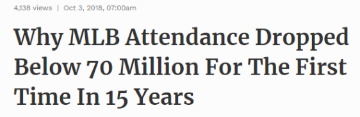 4,138 views | Oct 3, 2018, 07:00am
Why MLB Attendance Dropped
Below 70 Million For The First
Time In 15 Years